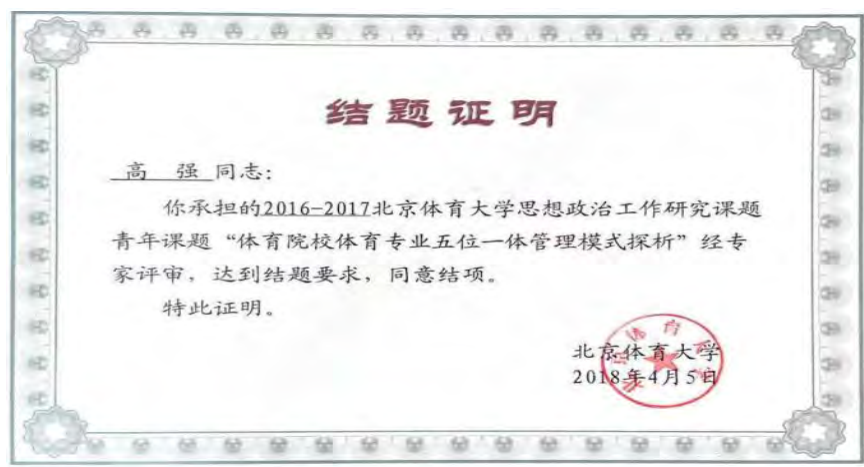 结题证明
高 强 同志：
你承担的2016-2017北京体育大学思想政治工作研究课题
青年课题“体育院校体育专业五位一体管理模式探析”经专
家评审，达到结题要求，同意结项。
特此证明。
北京体育大学
2018年4月5日